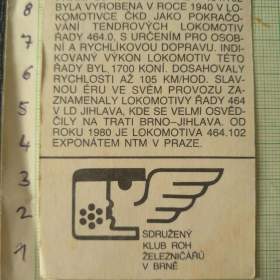 BYLA VYROBENA V ROCE 1940 V LO-
KOMOTIVCE ČKD JAKO POKRAČO-
VÁNÍ TENDROVÝCH LOKOMOTIV
ŘADY 464.0, S URČENÍM PRO OSOB-
NÍ A RYCHLÍKOVOU DOPRAVU. INDI-
KOVANÝ VÝKON LOKOMOTIV TÉTO
ŘADY BYL 1700 KONÍ. DOSAHOVALY
RYCHLOSTI AŽ 105 KM/HOD. SLAV-
NOU ÉRU VE SVÉM PROVOZU ZA-
ZNAMENALY LOKOMOTIVY ŘADY 464
V LD JIHLAVA, KDE SE VELMI OSVĚD-
ČILY NA TRATI BRNO–JIHLAVA. OD
ROKU 1980 JE LOKOMOTIVA 464.102
EXPONÁTEM NTM V PRAZE.
SDRUŽENÝ
KLUB ROH
ŽELEZNIČÁŘŮ
V BRNĚ
8
7
6
5
4
3
2
1